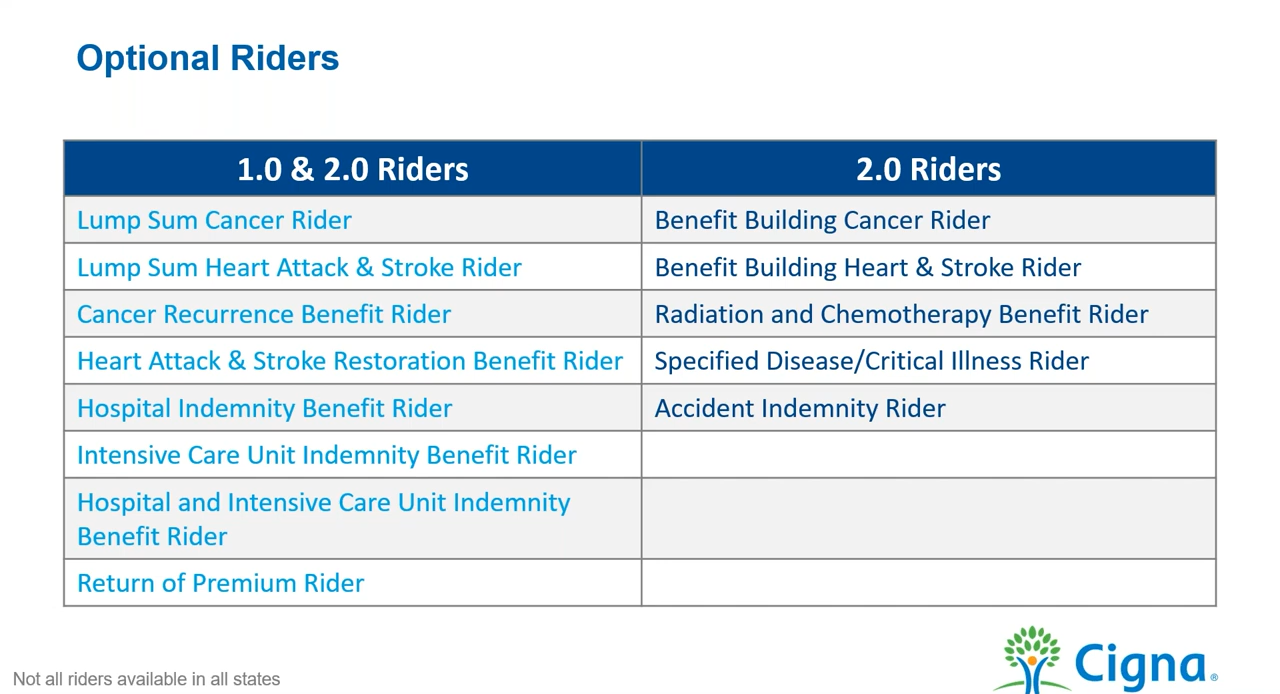 Optional Riders
1.0 & 2.0 Riders
2.0 Riders
Lump Sum Cancer Rider
Benefit Building Cancer Rider
Lump Sum Heart Attack & Stroke Rider
Benefit Building Heart & Stroke Rider
Cancer Recurrence Benefit Rider
Radiation and Chemotherapy Benefit Rider
Heart Attack & Stroke Restoration Benefit Rider
Specified Disease/Critical Illness Rider
Hospital Indemnity Benefit Rider
Accident Indemnity Rider
Intensive Care Unit Indemnity Benefit Rider
Hospital and Intensive Care Unit Indemnity
Benefit Rider
Return of Premium Rider
Not all riders available in all states
Cigna®